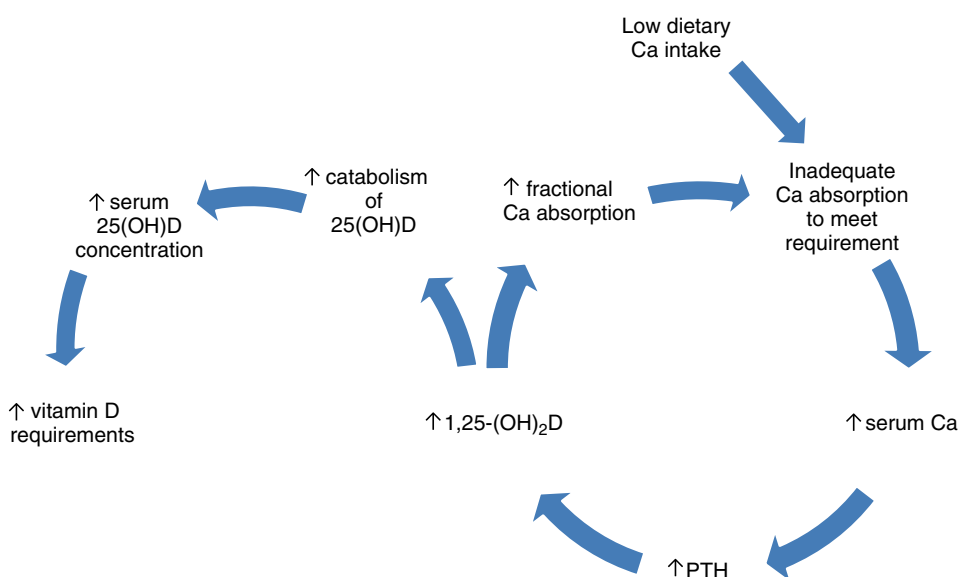 Low dietary
Ca intake
Inadequate
Ca absorption
to meet
requirement
↑ fractional
Ca absorption
↑ catabolism
of
25(OH)D
↑ serum
25(OH)D
concentration
↑ vitamin D
requirements
↑ 1,25-(OH)₂D
↑ serum Ca
↑ PTH